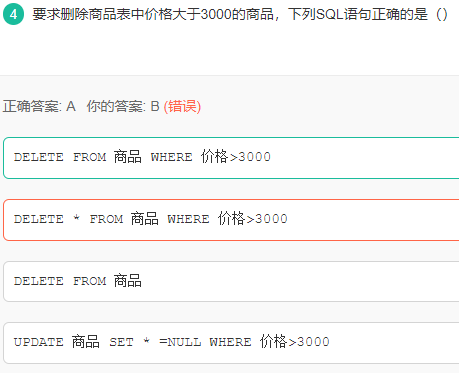 4 要求删除商品表中价格大于3000的商品，下列SQL语句正确的是（）
正确答案: A 你的答案: B (错误)
DELETE FROM 商品 WHERE 价格>3000
DELETE * FROM 商品 WHERE 价格>3000
DELETE FROM 商品
UPDATE 商品 SET * =NULL WHERE 价格>3000